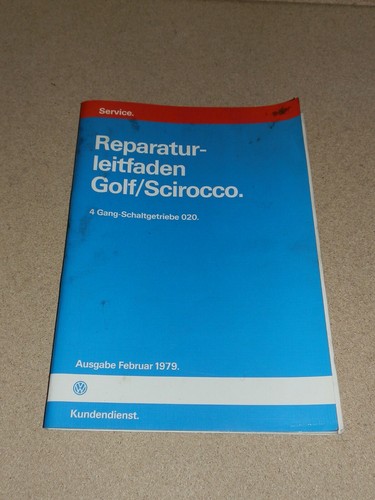 Service.
Reparatur-
leitfaden
Golf/Scirocco.
4 Gang-Schaltgetriebe 020.
Ausgabe Februar 1979.
Kundendienst.